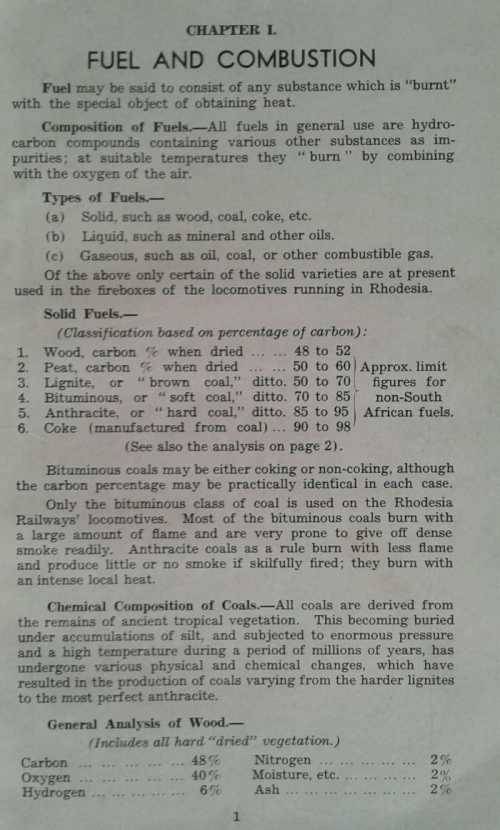 CHAPTER I.
FUEL AND COMBUSTION
Fuel may be said to consist of any substance which is "burnt"
with the special object of obtaining heat.
Composition of Fuels.—All fuels in general use are hydro-
carbon compounds containing various other substances as im-
purities; at suitable temperatures they "burn" by combining
with the oxygen of the air.
Types of Fuels.—
(a) Solid, such as wood, coal, coke, etc.
(b) Liquid, such as mineral and other oils.
(c) Gaseous, such as oil, coal, or other combustible gas.
Of the above only certain of the solid varieties are at present
used in the fireboxes of the locomotives running in Rhodesia.
Solid Fuels.—
(Classification based on percentage of carbon):
1. Wood, carbon % when dried ... ... 48 to 52
2. Peat, carbon % when dried ... ... 50 to 60 Approx. limit
3. Lignite, or "brown coal," ditto. 50 to 70 figures for
4. Bituminous, or "soft coal," ditto. 70 to 85 non-South
5. Anthracite, or "hard coal," ditto. 85 to 95 African fuels.
6. Coke (manufactured from coal) ... 90 to 98
(See also the analysis on page 2).
Bituminous coals may be either coking or non-coking, although
the carbon percentage may be practically identical in each case.
Only the bituminous class of coal is used on the Rhodesia
Railways' locomotives. Most of the bituminous coals burn with
a large amount of flame and are very prone to give off dense
smoke readily. Anthracite coals as a rule burn with less flame
and produce little or no smoke if skilfully fired; they burn with
an intense local heat.
Chemical Composition of Coals.—All coals are derived from
the remains of ancient tropical vegetation. This becoming buried
under accumulations of silt, and subjected to enormous pressure
and a high temperature during a period of millions of years, has
undergone various physical and chemical changes, which have
resulted in the production of coals varying from the harder lignites
to the most perfect anthracite.
General Analysis of Wood.—
(Includes all hard "dried" vegetation.)
Carbon ... ... ... ... ... 48% Nitrogen ... ... ... ... ... 2%
Oxygen ... ... ... ... ... 40% Moisture, etc. ... ... ... ... 2%
Hydrogen ... ... ... ... ... 6% Ash ... ... ... ... ... ... 2%
1